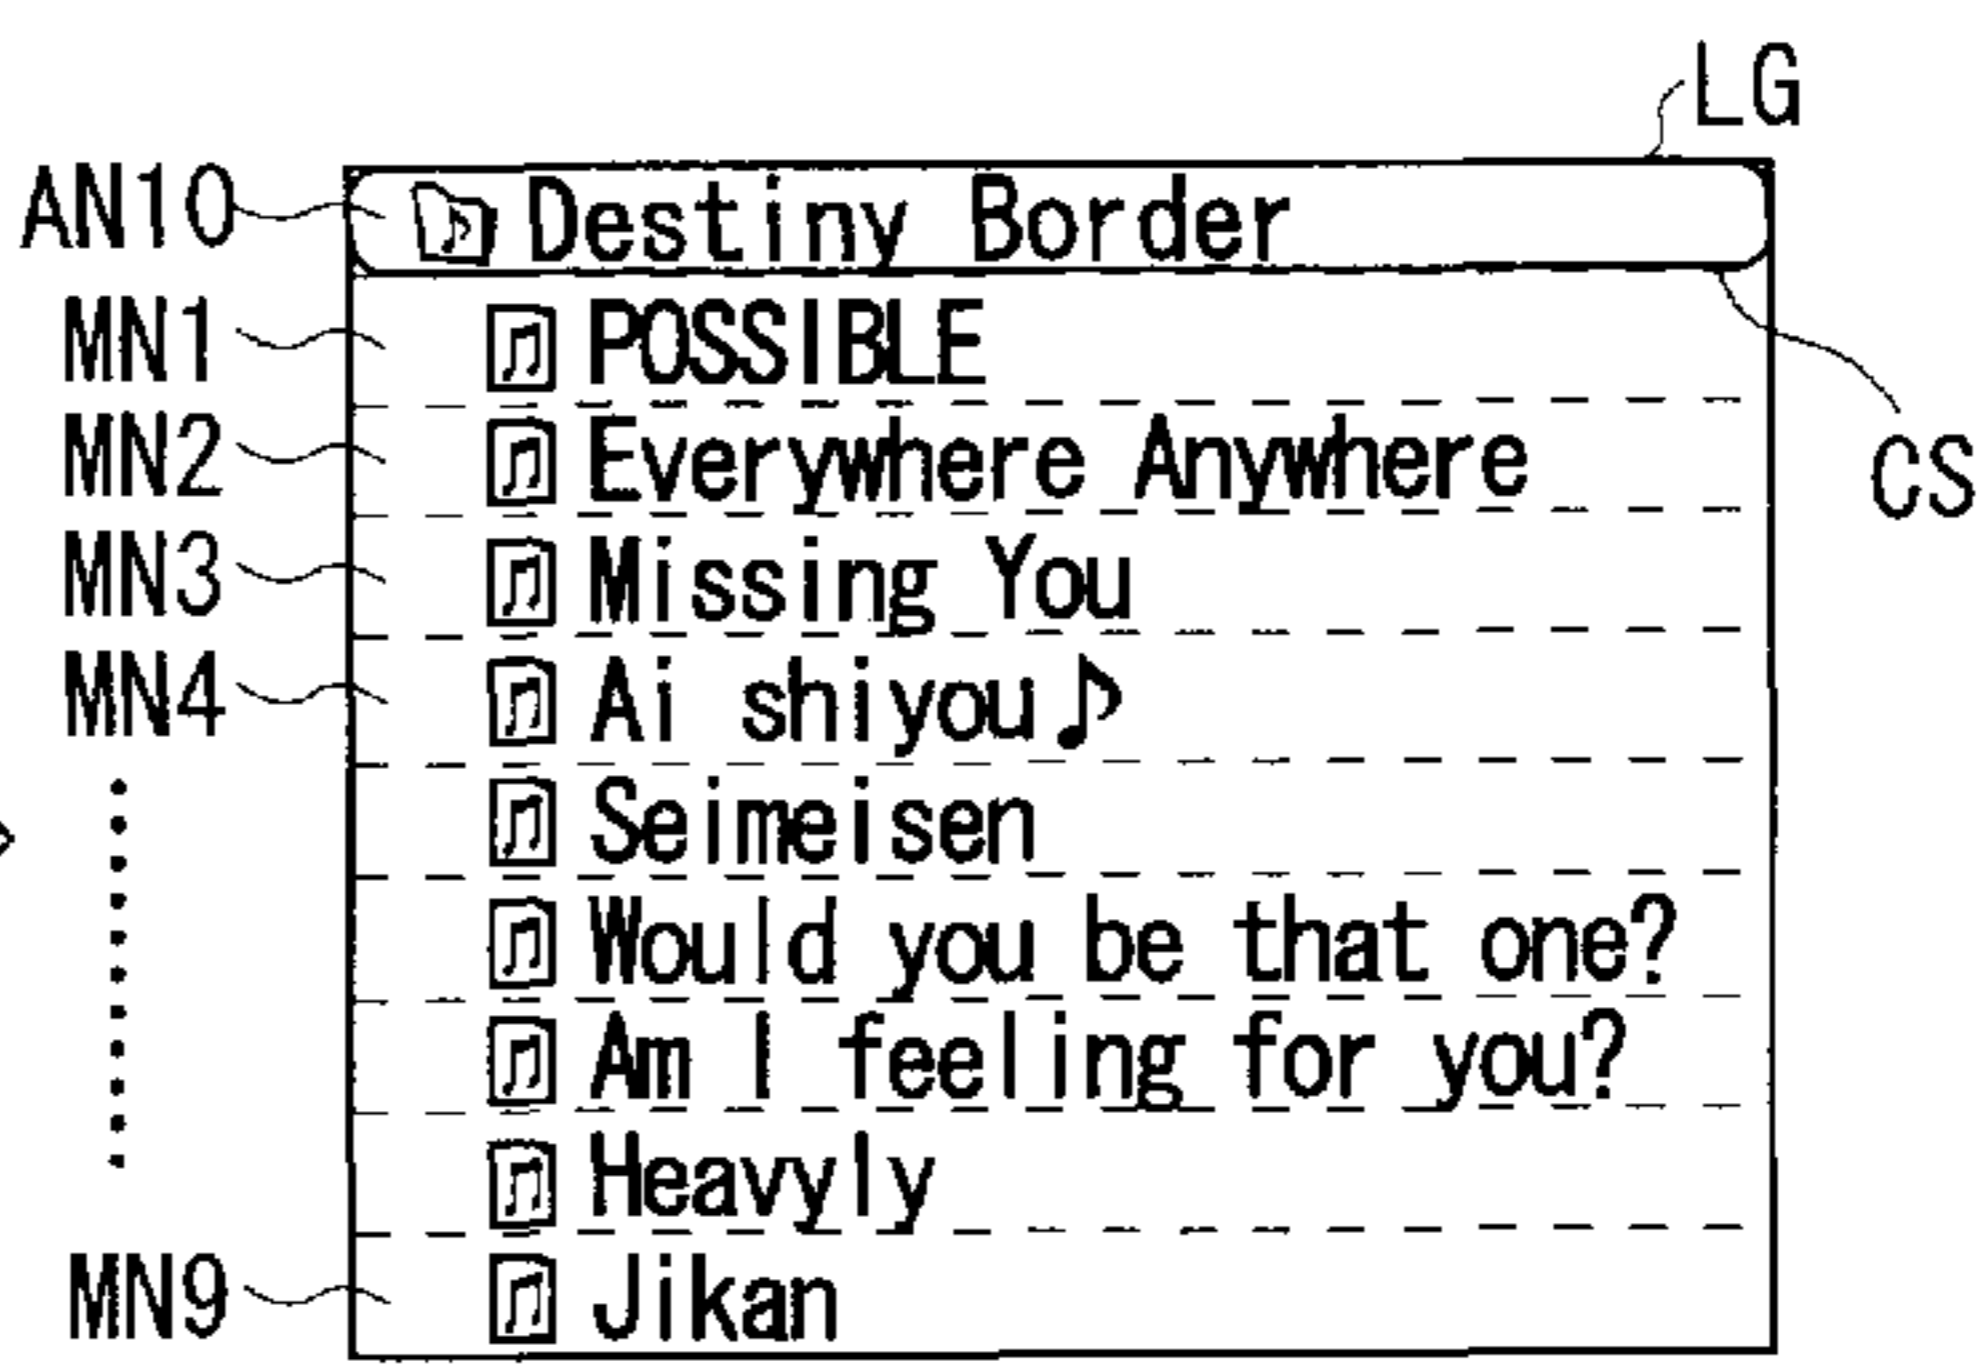 LG
AN10 Destiny Border
MN1 POSSIBLE
MN2 Everywhere Anywhere
CS
MN3 Missing You
MN4 Ai shiyou♪
Seimeisen
Would you be that one?
Am I feeling for you?
Heavyly
MN9 Jikan